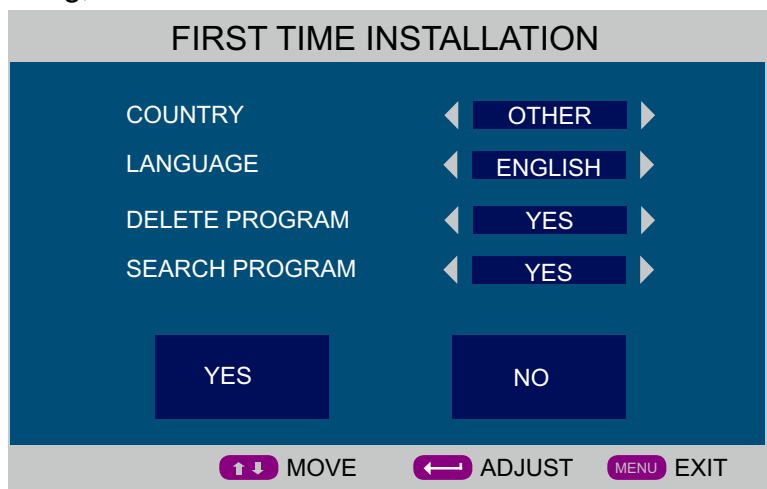 FIRST TIME INSTALLATION
COUNTRY OTHER
LANGUAGE ENGLISH
DELETE PROGRAM YES
SEARCH PROGRAM YES
YES NO
MOVE ADJUST MENU EXIT